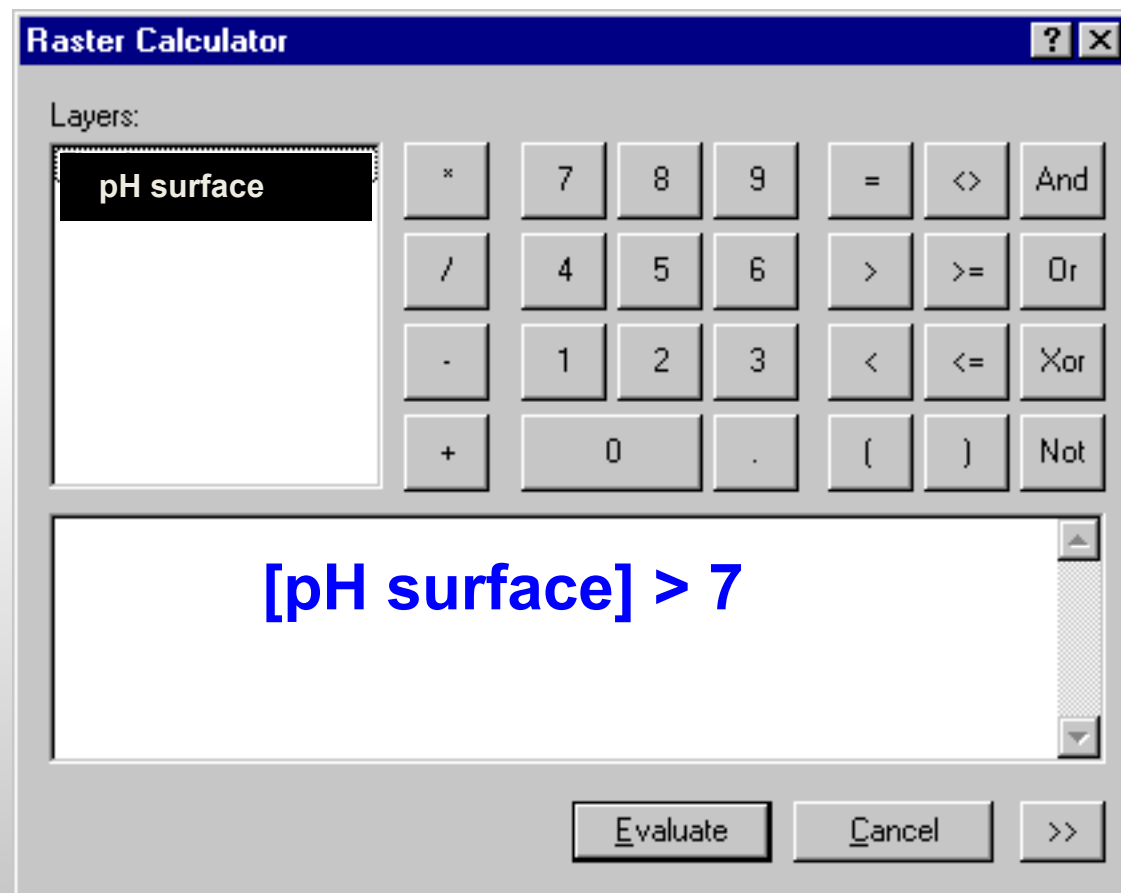 Raster Calculator ? ×
Layers:
pH surface
* 7 8 9 = <> And
/ 4 5 6 > >= Or
- 1 2 3 < <= Xor
+ 0 . ( ) Not
[pH surface] > 7
Evaluate Cancel >>